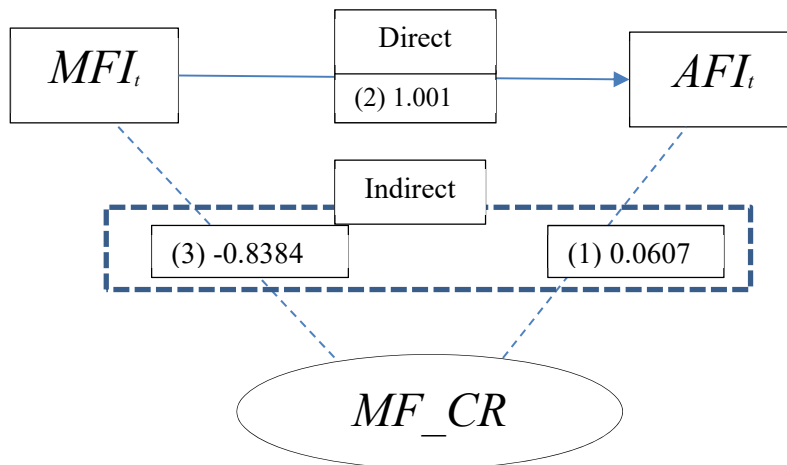 Direct
MFIₜ
AFIₜ
(2) 1.001
Indirect
(3) -0.8384
(1) 0.0607
MF_CR